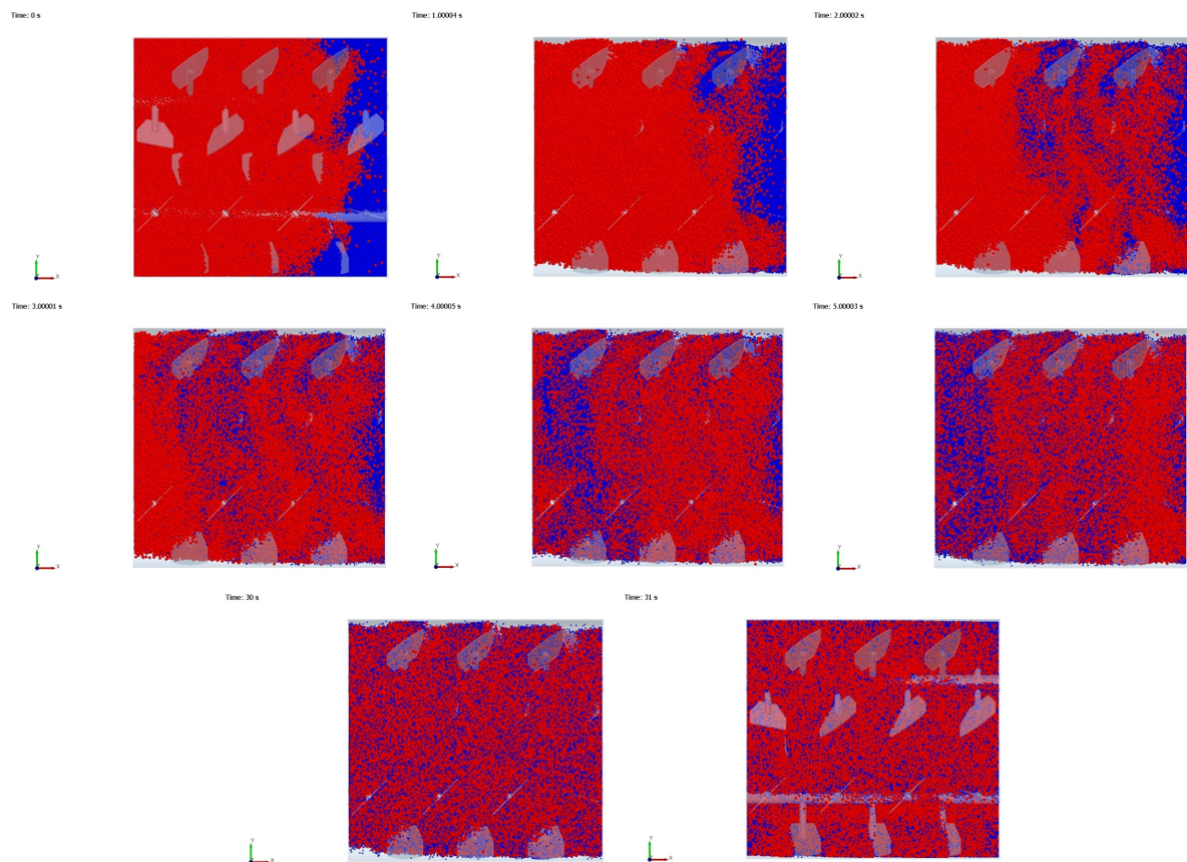 Time: 0 s
Time: 1.00004 s
Time: 2.00002 s
Y
X
Y
X
Y
X
Time: 3.00001 s
Time: 4.00005 s
Time: 5.00003 s
Y
X
Y
X
Y
X
Time: 30 s
Time: 31 s
Y
X
Y
X